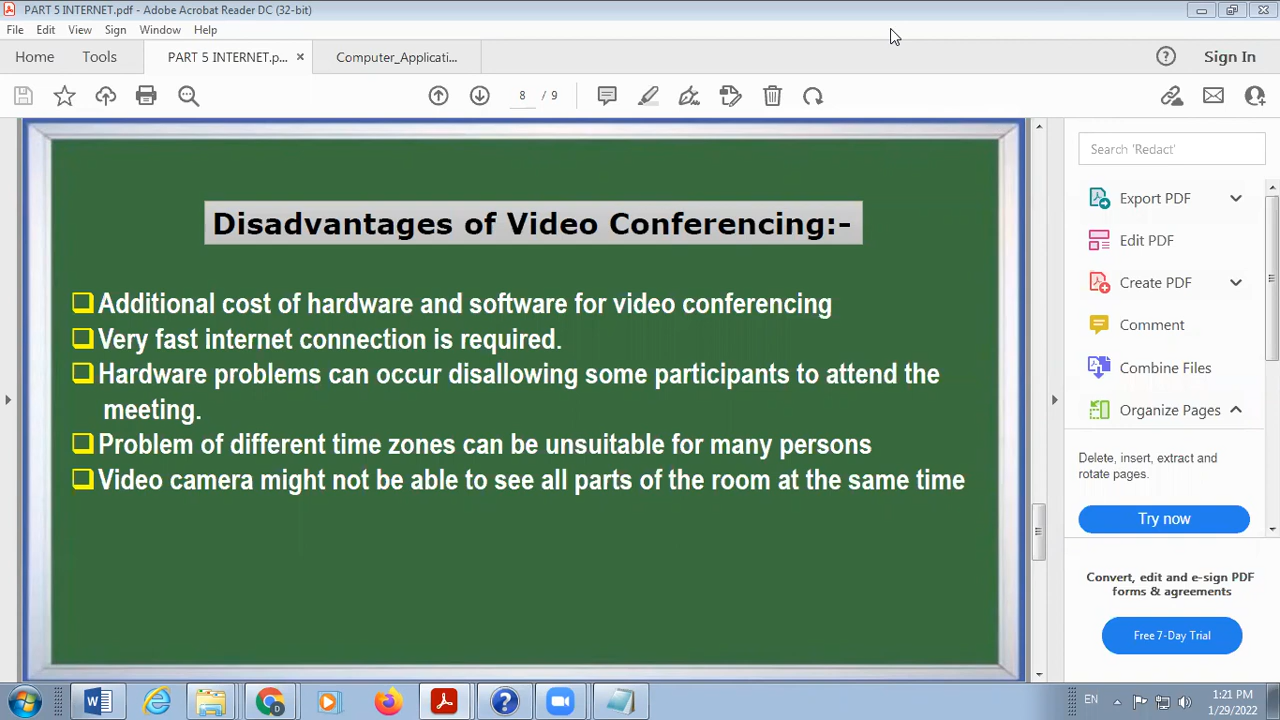 PART 5 INTERNET.pdf - Adobe Acrobat Reader DC (32-bit)
File Edit View Sign Window Help
Home Tools PART 5 INTERNET.p... × Computer_Applicati... ? Sign In
8 / 9
Search 'Redact'
Disadvantages of Video Conferencing:-
Additional cost of hardware and software for video conferencing
Very fast internet connection is required.
Hardware problems can occur disallowing some participants to attend the
meeting.
Problem of different time zones can be unsuitable for many persons
Video camera might not be able to see all parts of the room at the same time
Export PDF
Edit PDF
Create PDF
Comment
Combine Files
Organize Pages
Delete, insert, extract and
rotate pages.
Try now
Convert, edit and e-sign PDF
forms & agreements
Free 7-Day Trial
EN 1:21 PM
1/29/2022